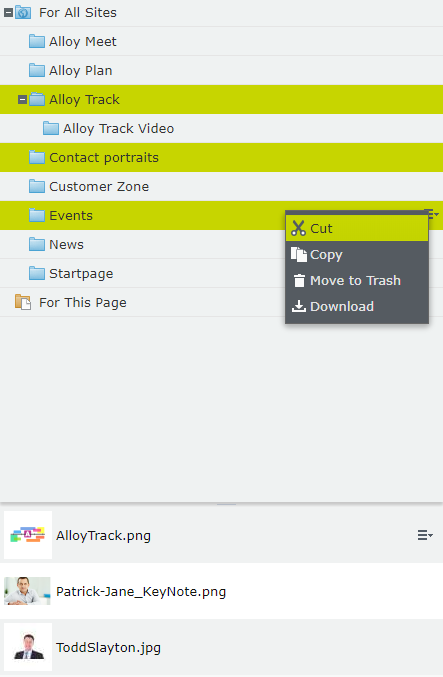 For All Sites
Alloy Meet
Alloy Plan
Alloy Track
Alloy Track Video
Contact portraits
Customer Zone
Events
Cut
News
Copy
Startpage
Move to Trash
For This Page
Download
AlloyTrack.png
Patrick-Jane_KeyNote.png
ToddSlayton.jpg